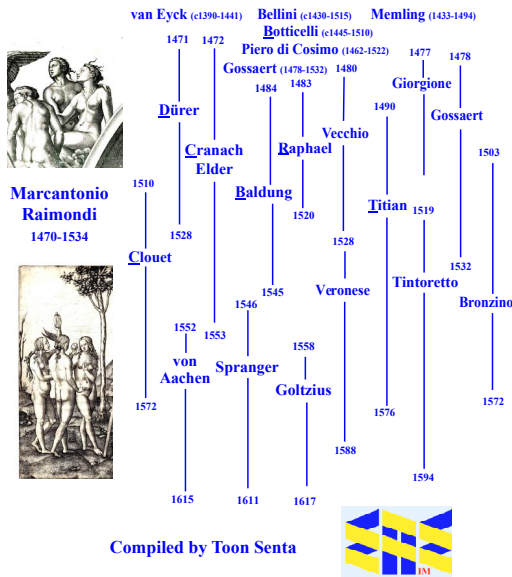 van Eyck (c1390-1441) Bellini (c1430-1515) Memling (1433-1494)
Botticelli (c1445-1510)
Piero di Cosimo (1462-1522)
Gossaert (1478-1532)
1471 1472 1477 1478
1480
1484 1483
Giorgione
1490
Dürer
Gossaert
Vecchio
Cranach
Elder
Raphael
1503
Marcantonio
Raimondi
1470-1534
1510
Baldung
Titian
1520 1519
1528 1528
Clouet
1532
Tintoretto
1545
Veronese
Bronzino
1546
1552 1553
von
Aachen
1558
Spranger
Goltzius
1572 1576 1572
1588
1594
1615 1611 1617
Compiled by Toon Senta
IM